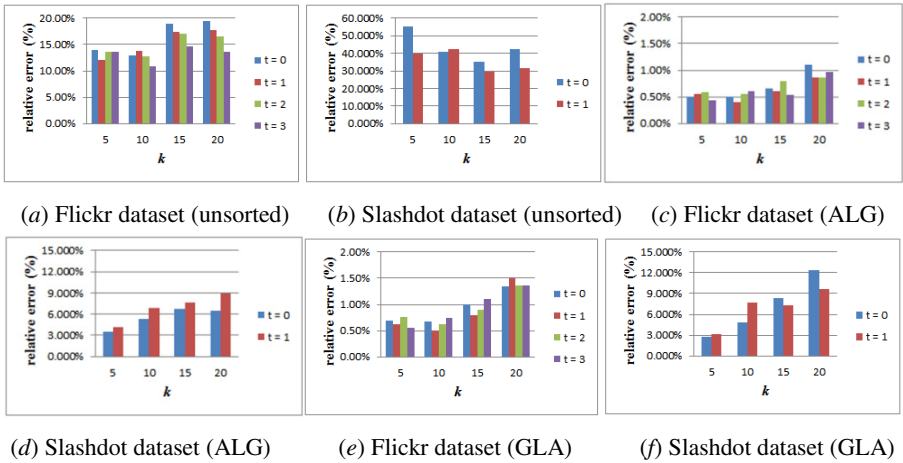 20.00%
15.00%
10.00%
5.00%
0.00%
relative error (%)
5 10 15 20
k
t = 0
t = 1
t = 2
t = 3
60.000%
50.000%
40.000%
30.000%
20.000%
10.000%
0.000%
relative error (%)
5 10 15 20
k
t = 0
t = 1
2.00%
1.50%
1.00%
0.50%
0.00%
relative error (%)
5 10 15 20
k
t = 0
t = 1
t = 2
t = 3
(a) Flickr dataset (unsorted)
(b) Slashdot dataset (unsorted)
(c) Flickr dataset (ALG)
15.000%
12.000%
9.000%
6.000%
3.000%
0.000%
relative error (%)
5 10 15 20
k
t = 0
t = 1
2.00%
1.50%
1.00%
0.50%
0.00%
relative error (%)
5 10 15 20
k
t = 0
t = 1
t = 2
t = 3
15.000%
12.000%
9.000%
6.000%
3.000%
0.000%
relative error (%)
5 10 15 20
k
t = 0
t = 1
(d) Slashdot dataset (ALG)
(e) Flickr dataset (GLA)
(f) Slashdot dataset (GLA)